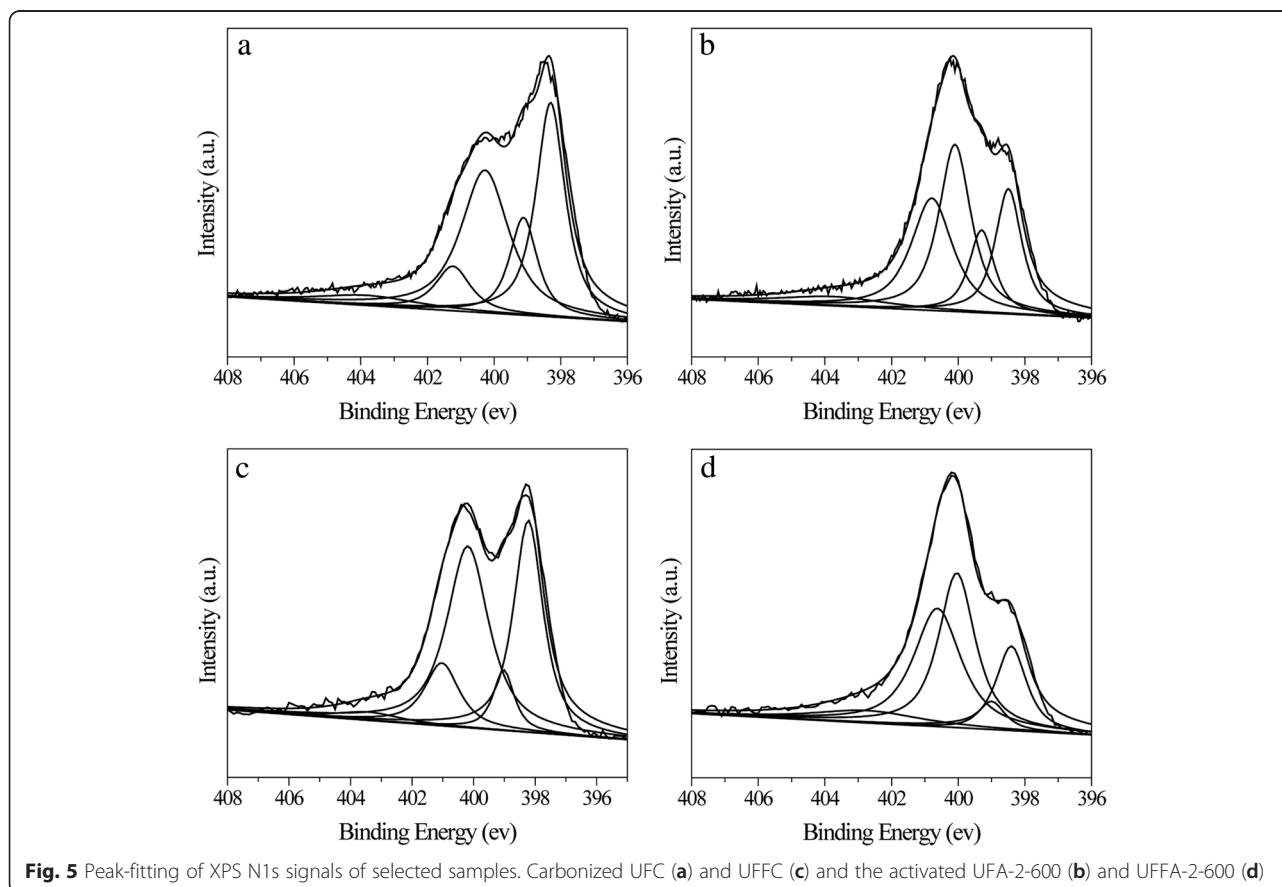 a
Intensity (a.u.)
408 406 404 402 400 398 396
Binding Energy (ev)
b
Intensity (a.u.)
408 406 404 402 400 398 396
Binding Energy (ev)
c
Intensity (a.u.)
408 406 404 402 400 398 396
Binding Energy (ev)
d
Intensity (a.u.)
408 406 404 402 400 398 396
Binding Energy (ev)
Fig. 5 Peak-fitting of XPS N1s signals of selected samples. Carbonized UFC (a) and UFFC (c) and the activated UFA-2-600 (b) and UFFA-2-600 (d)